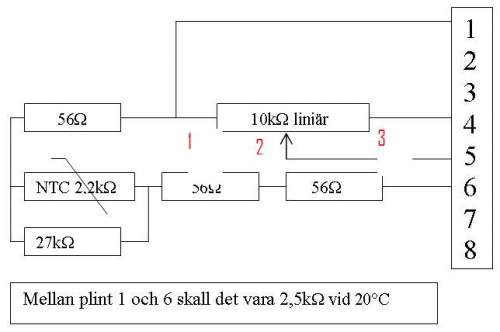 1
2
3
56Ω
10kΩ liniär
4
1
2
3
5
NTC 2,2kΩ
56Ω
56Ω
6
27kΩ
7
8
Mellan plint 1 och 6 skall det vara 2,5kΩ vid 20°C